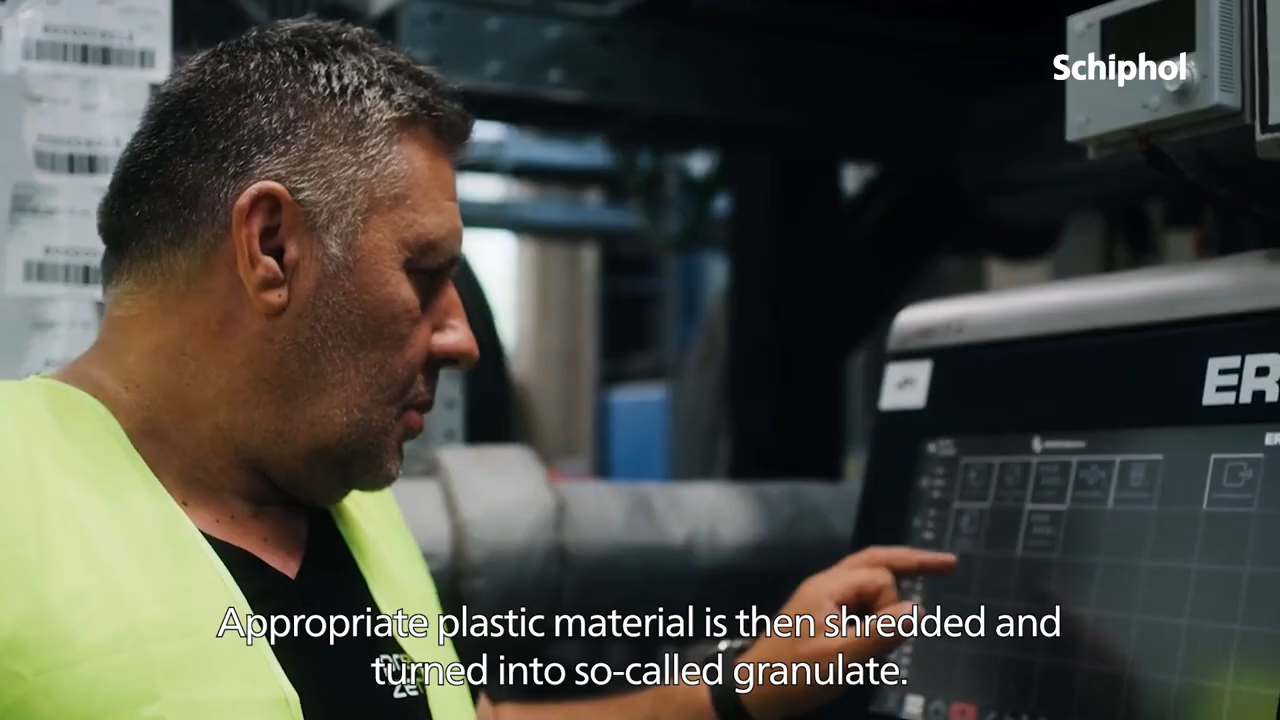 Schiphol
ER
Appropriate plastic material is then shredded and
turned into so-called granulate.